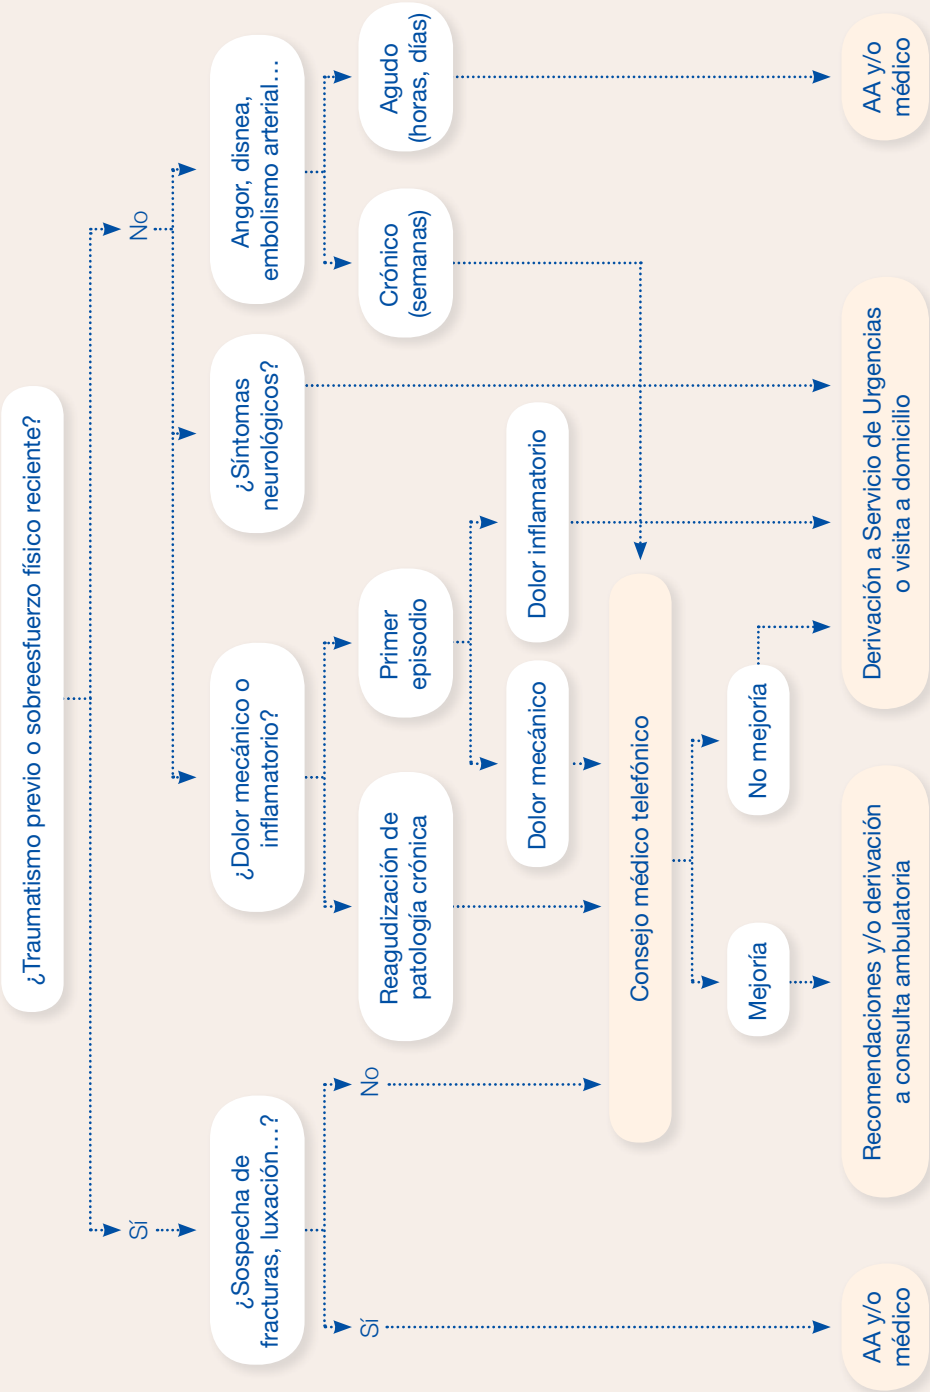 ¿Traumatismo previo o sobreesfuerzo físico reciente?
Sí
No
¿Sospecha de
fracturas, luxación…?
¿Dolor mecánico o
inflamatorio?
¿Síntomas
neurológicos?
Angor, disnea,
embolismo arterial…
Sí
No
Reagudización de
patología crónica
Primer
episodio
Crónico
(semanas)
Agudo
(horas, días)
Dolor mecánico
Dolor inflamatorio
Consejo médico telefónico
Mejoría
No mejoría
AA y/o
médico
Recomendaciones y/o derivación
a consulta ambulatoria
Derivación a Servicio de Urgencias
o visita a domicilio
AA y/o
médico